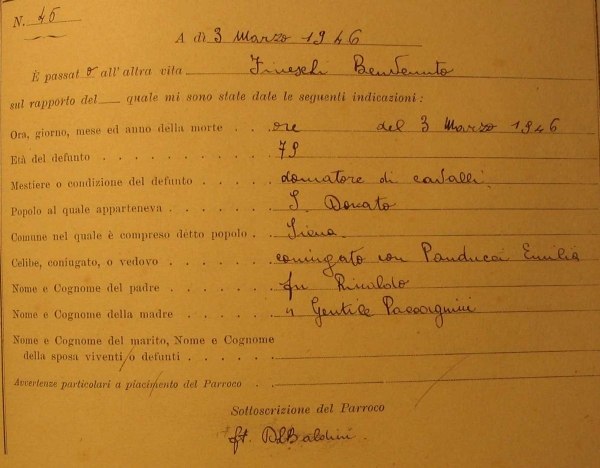 N. 45
A dì 3 Marzo 1946
È passato all'altra vita Fineschi Benvenuto
sul rapporto del quale mi sono state date le seguenti indicazioni:
Ora, giorno, mese ed anno della morte . . ore del 3 Marzo 1946
Età del defunto . . . . . . . . . . 79
Mestiere o condizione del defunto . . . . . domatore di cavalli.
Popolo al quale apparteneva . . . . . . S. Donato
Comune nel quale è compreso detto popolo . . Siena
Celibe, coniugato, o vedovo . . . . . . coniugato con Panducci Emilia
Nome e Cognome del padre . . . . . . fu Rinaldo
Nome e Cognome della madre . . . . . . " Gentile
Nome e Cognome del marito, Nome e Cognome
della sposa viventi o defunti . . . . . .
Avvertenze particolari a piacimento del Parroco . .
Sottoscrizione del Parroco
ft. Baldini